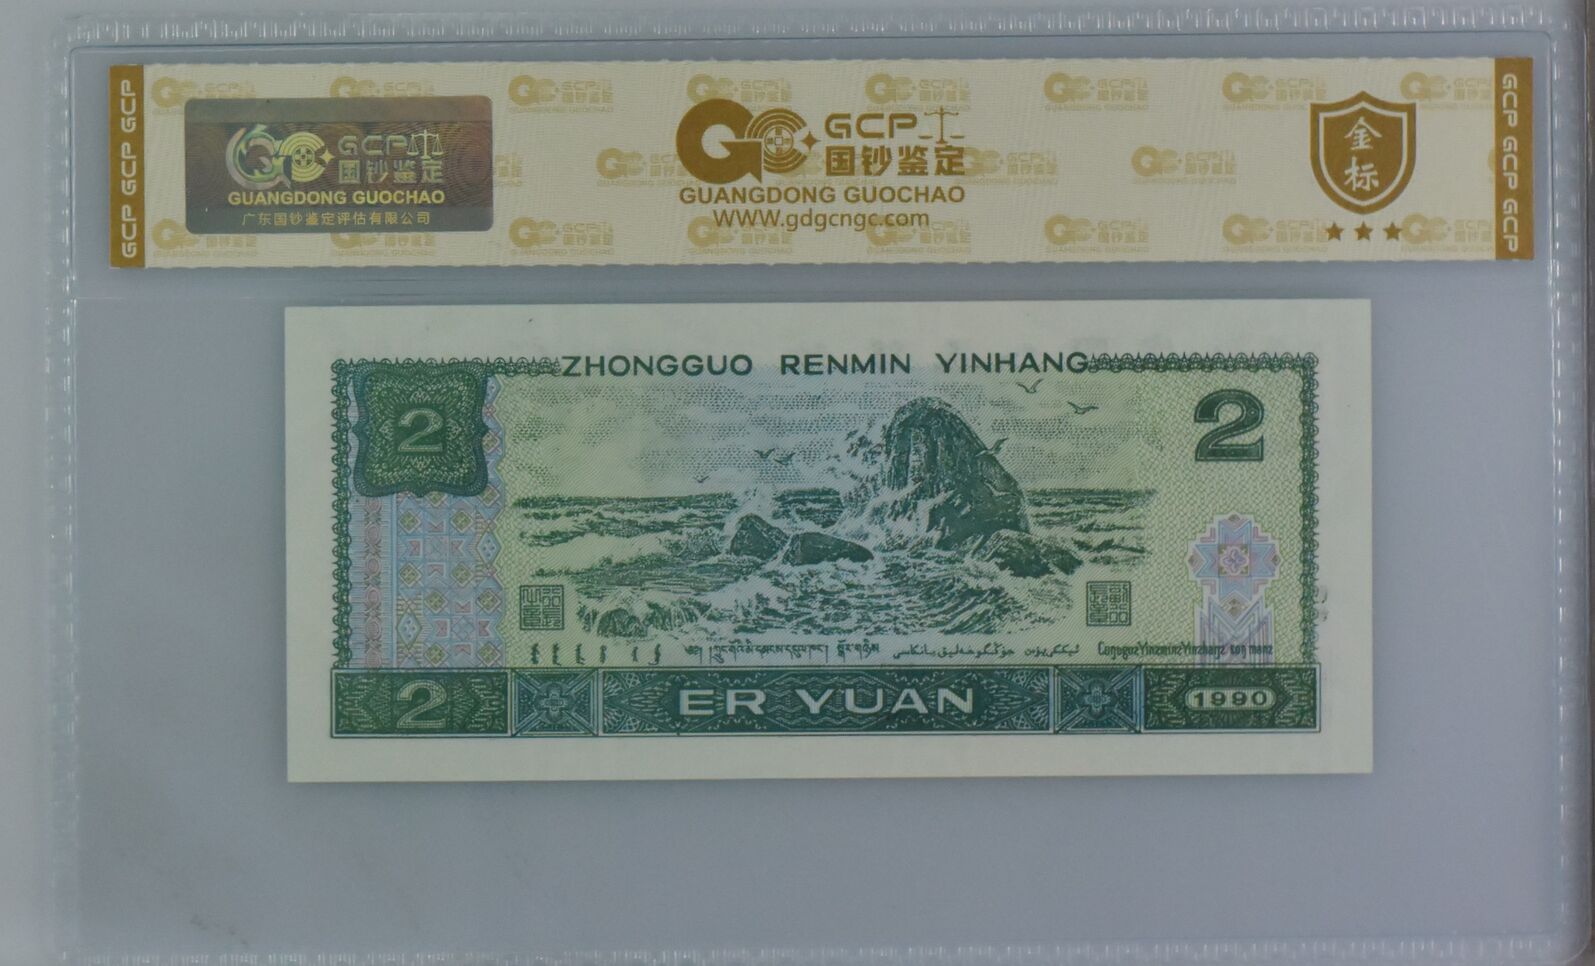 GCP GCP GCP
GCP
国钞鉴定
GUANGDONG GUOCHAO
广东国钞鉴定评估有限公司
GCP
国钞鉴定
GUANGDONG GUOCHAO
WWW.gdgcngc.com
金标
GCP GCP GCP
ZHONGGUO RENMIN YINHANG
2
2
2
ER YUAN
1990